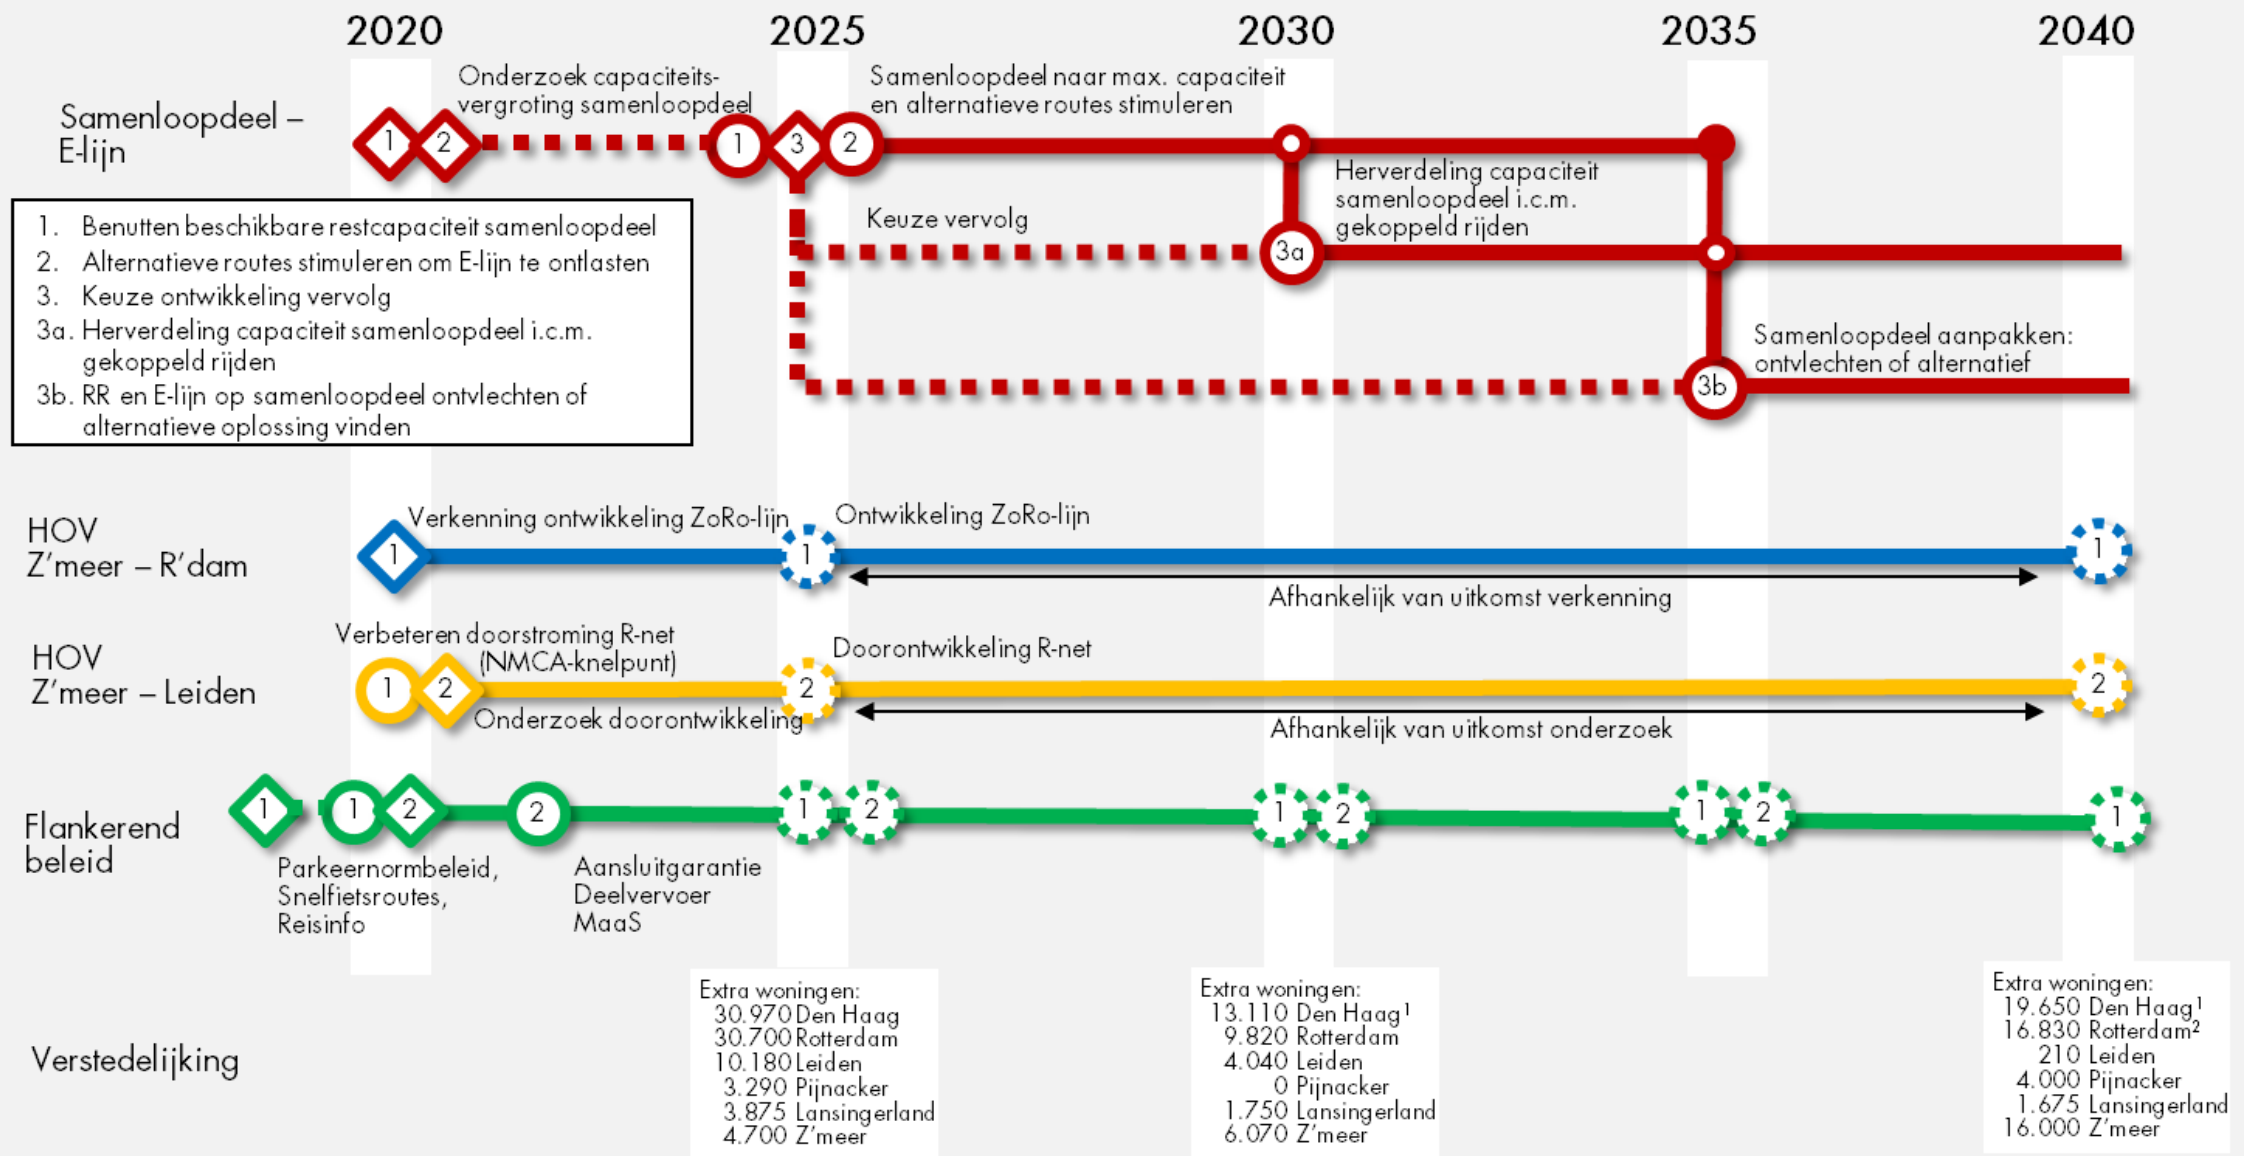 2020
2025
2030
2035
2040
Samenloopdeel –
E-lijn
Onderzoek capaciteits-
vergroting samenloopdeel
Samenloopdeel naar max. capaciteit
en alternatieve routes stimuleren
1
2
1
3
2
Keuze vervolg
Herverdeling capaciteit
samenloopdeel i.c.m.
gekoppeld rijden
3a
Samenloopdeel aanpakken:
ontvlechten of alternatief
3b
1. Benutten beschikbare restcapaciteit samenloopdeel
2. Alternatieve routes stimuleren om E-lijn te ontlasten
3. Keuze ontwikkeling vervolg
3a. Herverdeling capaciteit samenloopdeel i.c.m.
gekoppeld rijden
3b. RR en E-lijn op samenloopdeel ontvlechten of
alternatieve oplossing vinden
HOV
Z'meer – R'dam
Verkenning ontwikkeling ZoRo-lijn
Ontwikkeling ZoRo-lijn
1
1
1
Afhankelijk van uitkomst verkenning
HOV
Z'meer – Leiden
Verbeteren doorstroming R-net
(NMCA-knelpunt)
Doorontwikkeling R-net
1
2
2
2
Onderzoek doorontwikkeling
Afhankelijk van uitkomst onderzoek
Flankerend
beleid
1
1
2
2
1
2
1
2
1
2
1
Parkeernormbeleid,
Snelfietsroutes,
Reisinfo
Aansluitgarantie
Deelvervoer
MaaS
Verstedelijking
Extra woningen:
30.970 Den Haag
30.700 Rotterdam
10.180 Leiden
3.290 Pijnacker
3.875 Lansingerland
4.700 Z'meer
Extra woningen:
13.110 Den Haag¹
9.820 Rotterdam
4.040 Leiden
0 Pijnacker
1.750 Lansingerland
6.070 Z'meer
Extra woningen:
19.650 Den Haag¹
16.830 Rotterdam²
210 Leiden
4.000 Pijnacker
1.675 Lansingerland
16.000 Z'meer